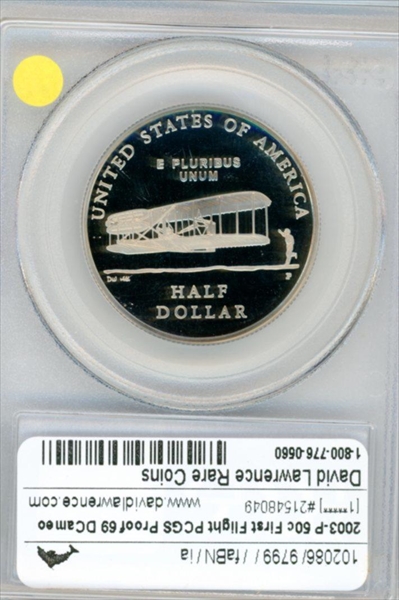 UNITED STATES OF AMERICA
E PLURIBUS
UNUM
HALF
DOLLAR
P
102086/9799 / faBN / ia
2003-P 50c First Flight PCGS Proof 69 DCameo
[1****] #21548049
www.davidlawrence.com
David Lawrence Rare Coins
1-800-776-0560